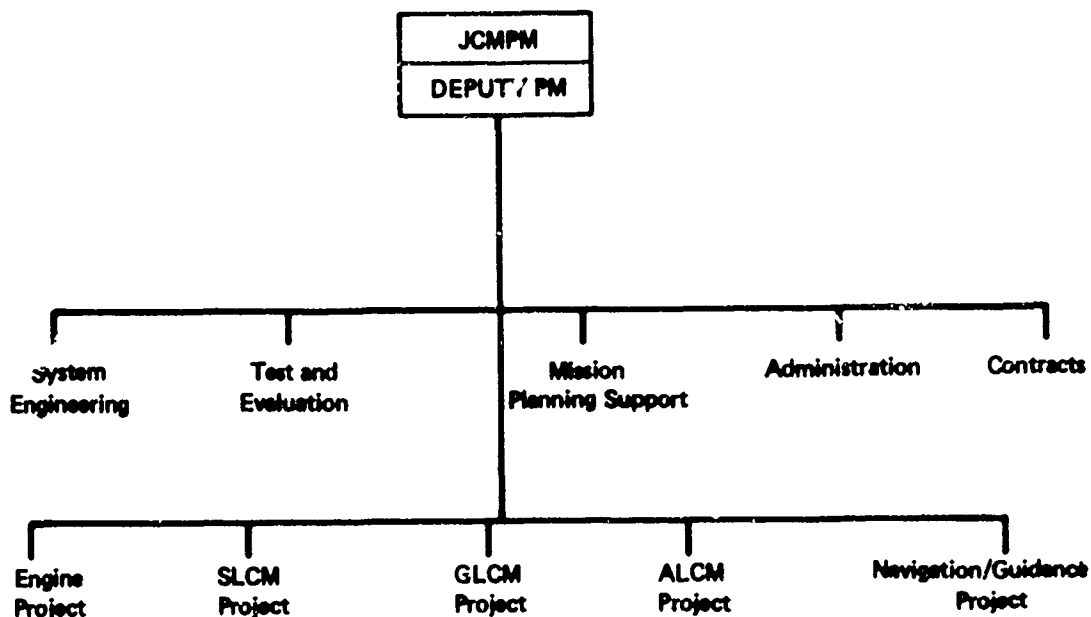 JCMPM
DEPUTY PM
System
Engineering
Test and
Evaluation
Mission
Planning Support
Administration
Contracts
Engine
Project
SLCM
Project
GLCM
Project
ALCM
Project
Navigation/Guidance
Project